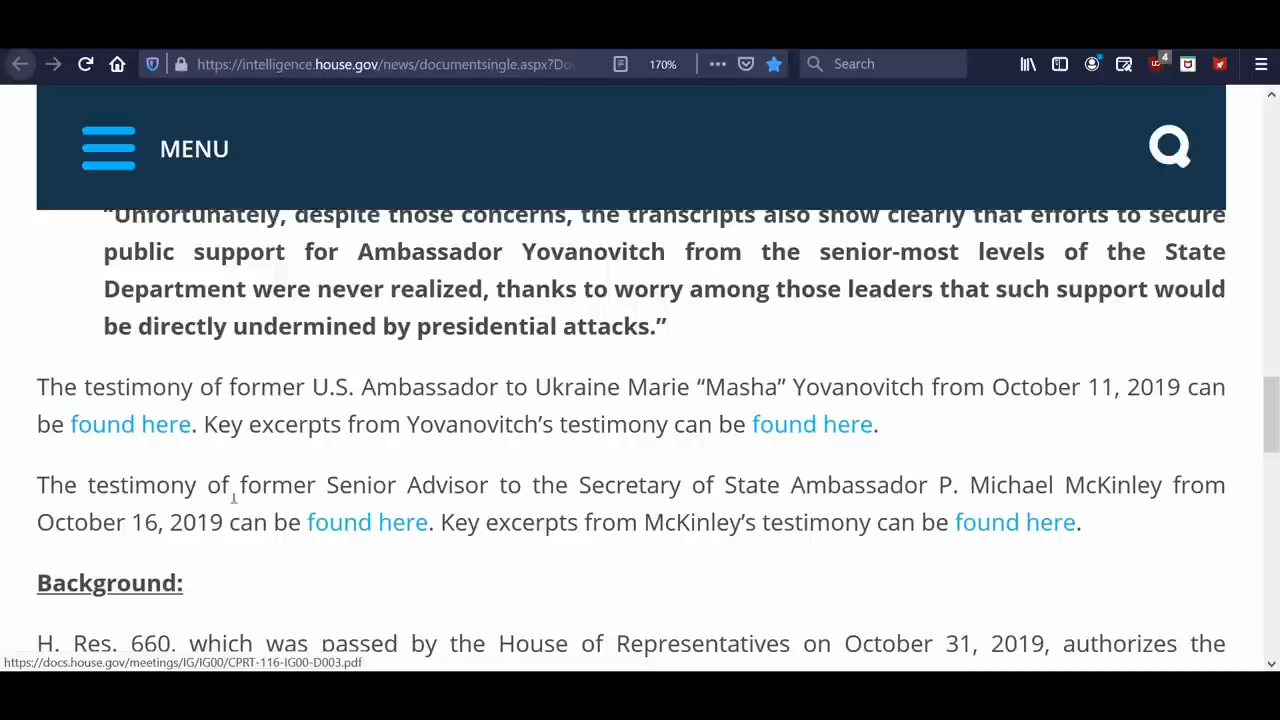 https://intelligence.house.gov/news/documentsingle.aspx?Do
170%
Search
4
MENU
“Unfortunately, despite those concerns, the transcripts also show clearly that efforts to secure
public support for Ambassador Yovanovitch from the senior-most levels of the State
Department were never realized, thanks to worry among those leaders that such support would
be directly undermined by presidential attacks.”
The testimony of former U.S. Ambassador to Ukraine Marie “Masha” Yovanovitch from October 11, 2019 can
be found here. Key excerpts from Yovanovitch’s testimony can be found here.
The testimony of former Senior Advisor to the Secretary of State Ambassador P. Michael McKinley from
October 16, 2019 can be found here. Key excerpts from McKinley’s testimony can be found here.
Background:
H. Res. 660, which was passed by the House of Representatives on October 31, 2019, authorizes the
https://docs.house.gov/meetings/IG/IG00/CPRT-116-IG00-D003.pdf